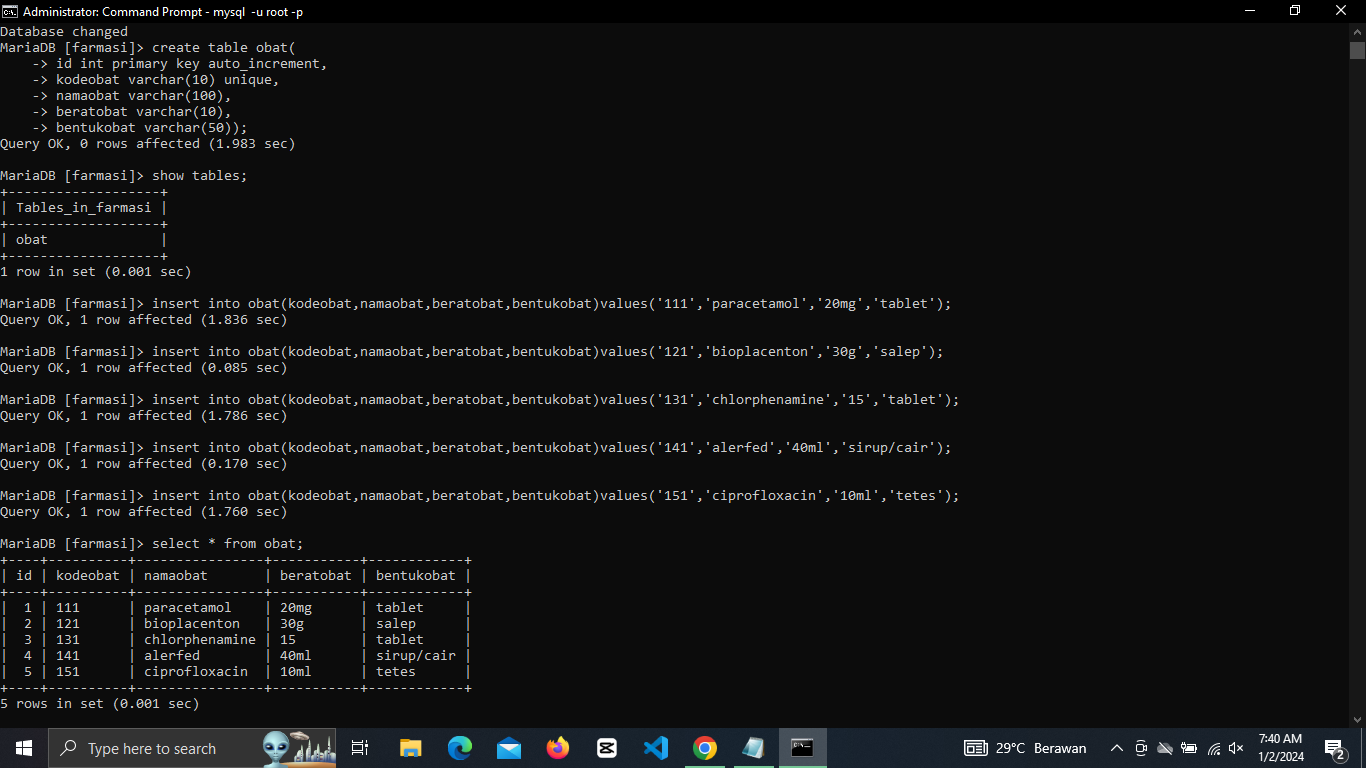 Administrator: Command Prompt - mysql  -u root -p
Database changed
MariaDB [farmasi]> create table obat(
    -> id int primary key auto_increment,
    -> kodeobat varchar(10) unique,
    -> namaobat varchar(100),
    -> beratobat varchar(10),
    -> bentukobat varchar(50));
Query OK, 0 rows affected (1.983 sec)
MariaDB [farmasi]> show tables;
+-------------------+
| Tables_in_farmasi |
+-------------------+
| obat              |
+-------------------+
1 row in set (0.001 sec)
MariaDB [farmasi]> insert into obat(kodeobat,namaobat,beratobat,bentukobat)values('111','paracetamol','20mg','tablet');
Query OK, 1 row affected (1.836 sec)
MariaDB [farmasi]> insert into obat(kodeobat,namaobat,beratobat,bentukobat)values('121','bioplacenton','30g','salep');
Query OK, 1 row affected (0.085 sec)
MariaDB [farmasi]> insert into obat(kodeobat,namaobat,beratobat,bentukobat)values('131','chlorphenamine','15','tablet');
Query OK, 1 row affected (1.786 sec)
MariaDB [farmasi]> insert into obat(kodeobat,namaobat,beratobat,bentukobat)values('141','alerfed','40ml','sirup/cair');
Query OK, 1 row affected (0.170 sec)
MariaDB [farmasi]> insert into obat(kodeobat,namaobat,beratobat,bentukobat)values('151','ciprofloxacin','10ml','tetes');
Query OK, 1 row affected (1.760 sec)
MariaDB [farmasi]> select * from obat;
+----+----------+----------------+-----------+------------+
| id | kodeobat | namaobat       | beratobat | bentukobat |
+----+----------+----------------+-----------+------------+
|  1 | 111      | paracetamol    | 20mg      | tablet     |
|  2 | 121      | bioplacenton   | 30g       | salep      |
|  3 | 131      | chlorphenamine | 15        | tablet     |
|  4 | 141      | alerfed        | 40ml      | sirup/cair |
|  5 | 151      | ciprofloxacin  | 10ml      | tetes      |
+----+----------+----------------+-----------+------------+
5 rows in set (0.001 sec)
Type here to search
29°C  Berawan
7:40 AM
1/2/2024
2